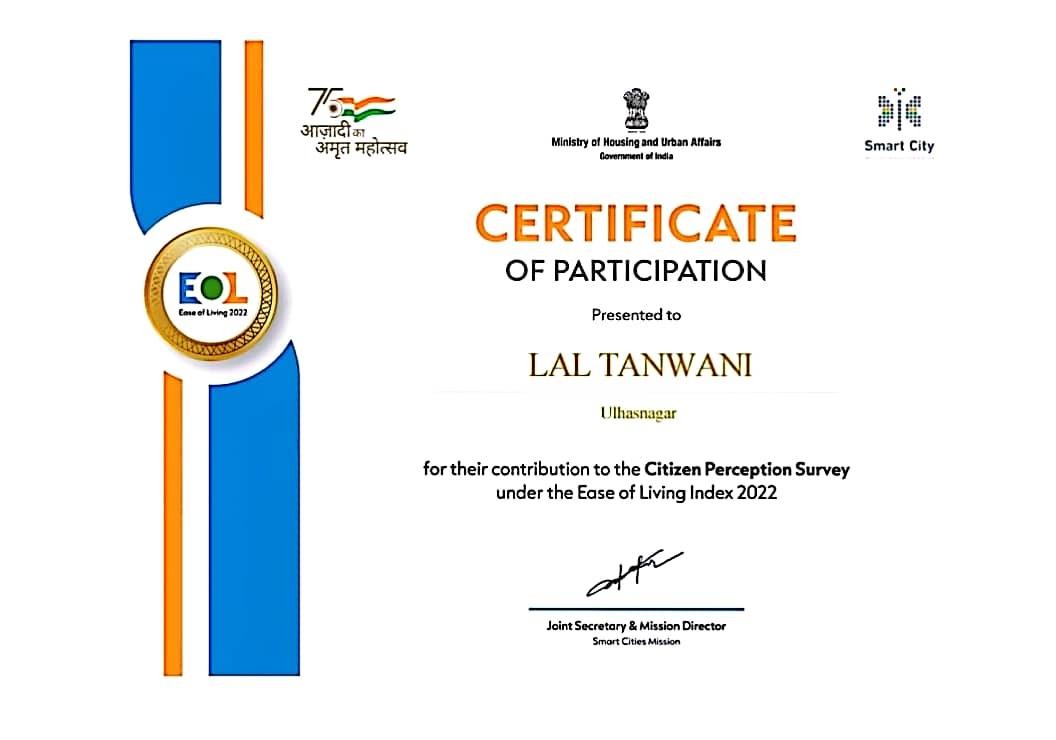 75
आज़ादी का
अमृत महोत्सव
Ministry of Housing and Urban Affairs
Government of India
Smart City
CERTIFICATE
OF PARTICIPATION
Presented to
EOL
Ease of Living 2022
LAL TANWANI
Ulhasnagar
for their contribution to the Citizen Perception Survey
under the Ease of Living Index 2022
Joint Secretary & Mission Director
Smart Cities Mission